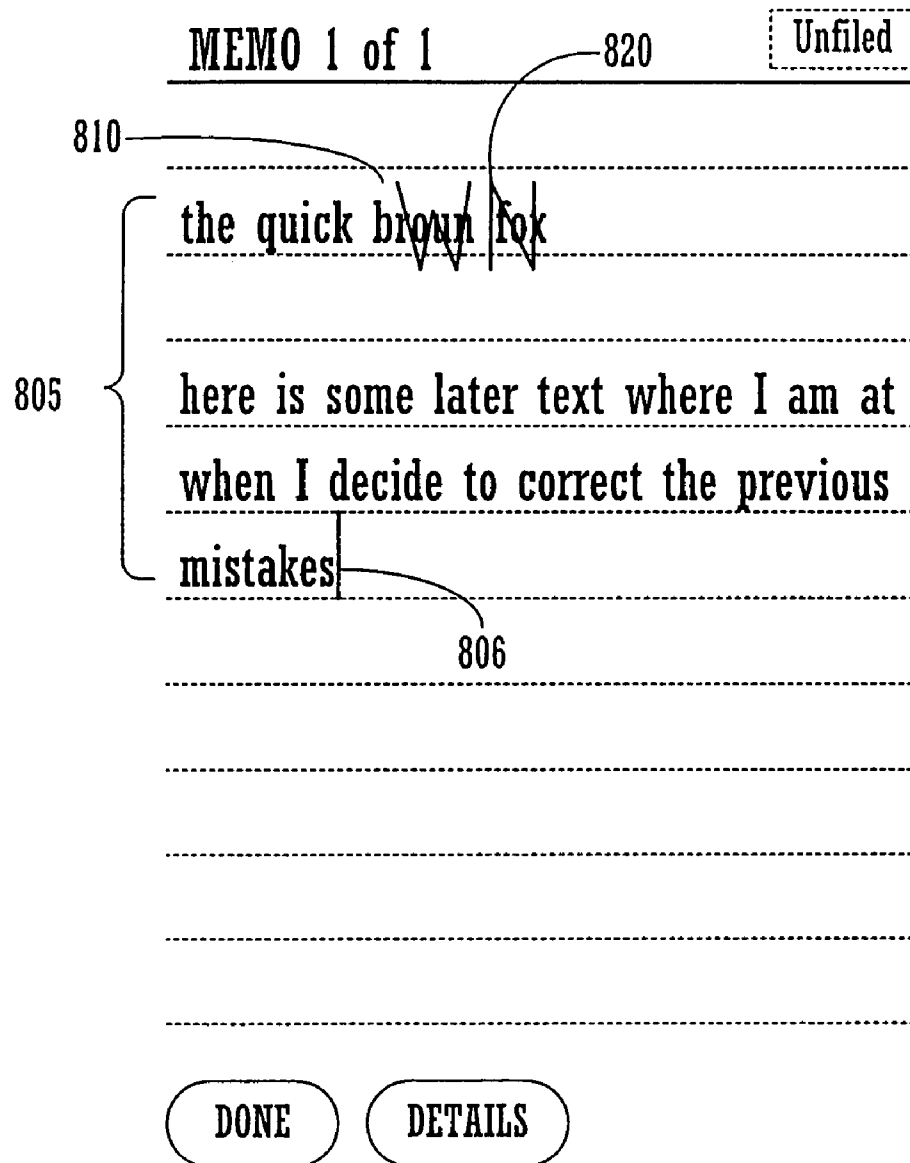 MEMO 1 of 1
820
Unfiled
810
the quick broun fox
W N
805
here is some later text where I am at
when I decide to correct the previous
mistakes
806
DONE
DETAILS